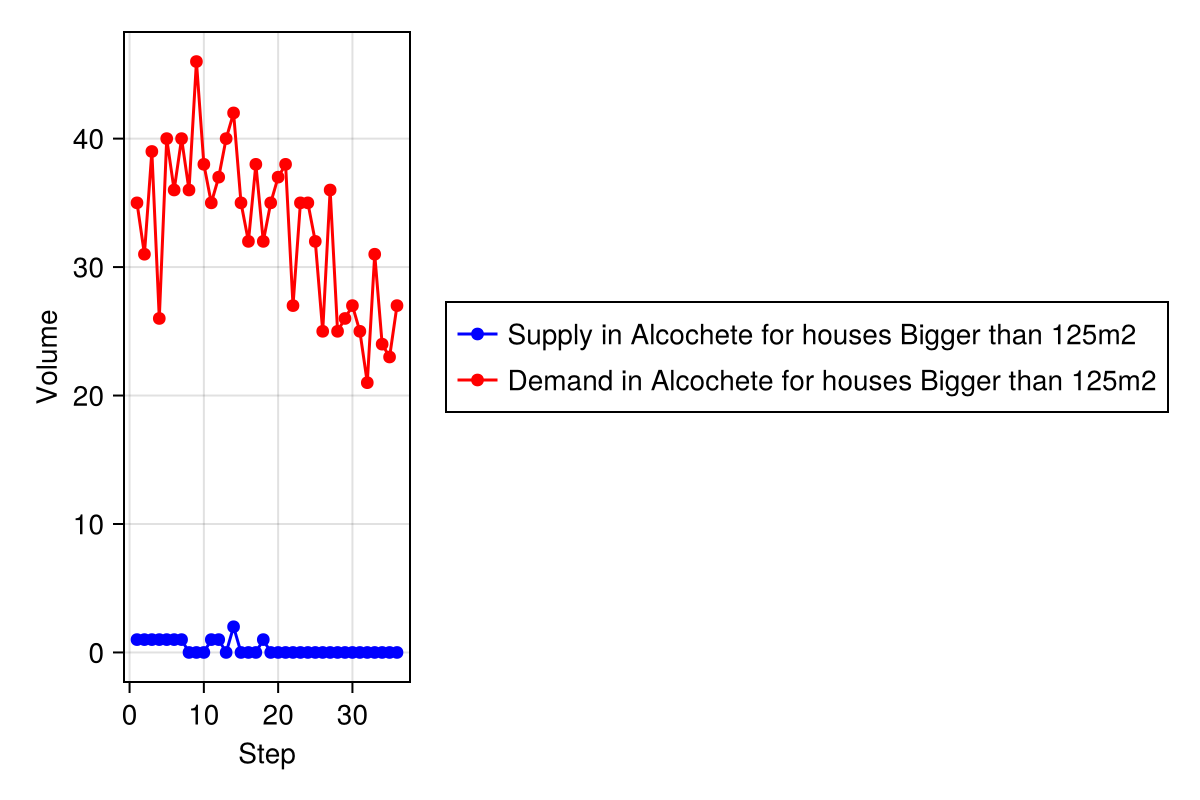 40
30
20
10
0
Volume
0 10 20 30
Step
Supply in Alcochete for houses Bigger than 125m2
Demand in Alcochete for houses Bigger than 125m2